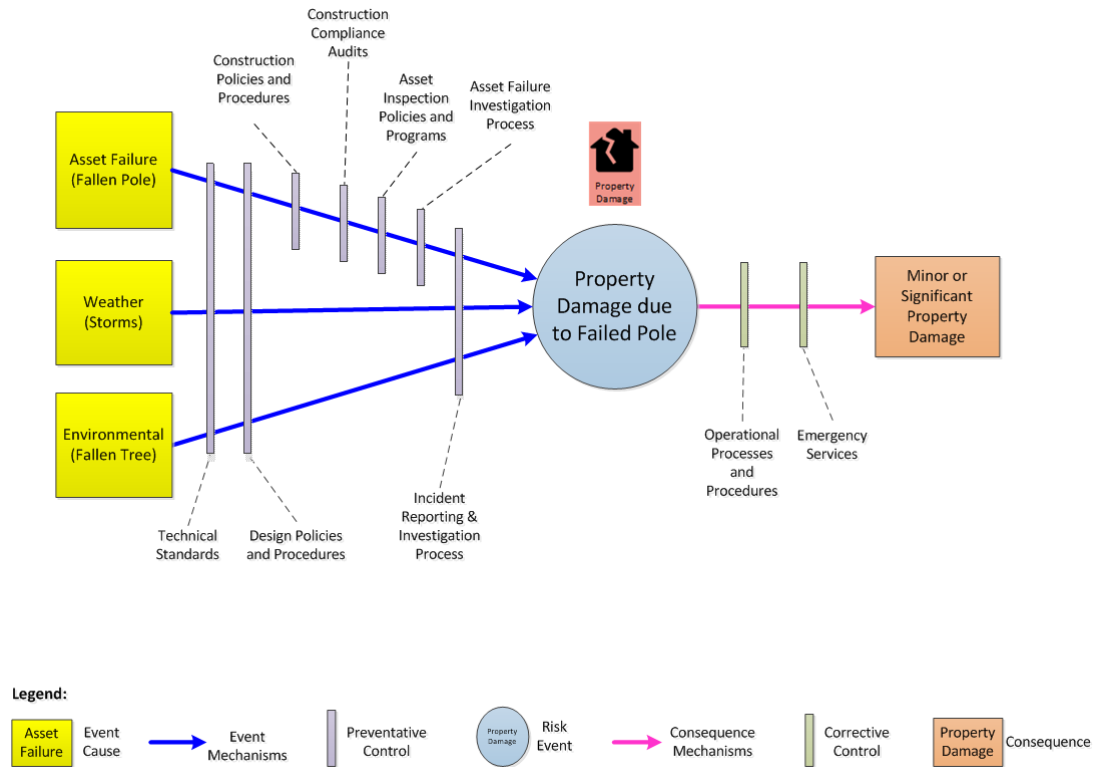 Construction
Compliance
Audits
Construction
Policies and
Procedures
Asset
Inspection
Policies and
Programs
Asset Failure
Investigation
Process
Property
Damage
Asset Failure
(Fallen Pole)
Weather
(Storms)
Environmental
(Fallen Tree)
Property
Damage due
to Failed Pole
Minor or
Significant
Property
Damage
Technical
Standards
Design Policies
and Procedures
Incident
Reporting &
Investigation
Process
Operational
Processes
and
Procedures
Emergency
Services
Legend:
Asset
Failure
Event
Cause
Event
Mechanisms
Preventative
Control
Property
Damage
Risk
Event
Consequence
Mechanisms
Corrective
Control
Property
Damage
Consequence